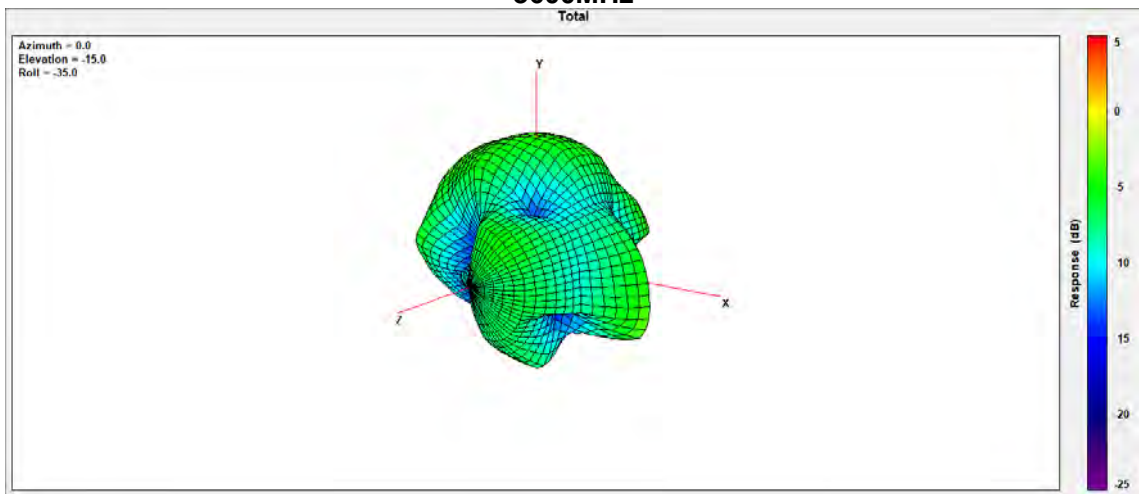 Total
Azimuth = 0.0
Elevation = -15.0
Roll = -35.0
Y
X
Z
Response (dB)
5
0
5
10
15
-20
-25